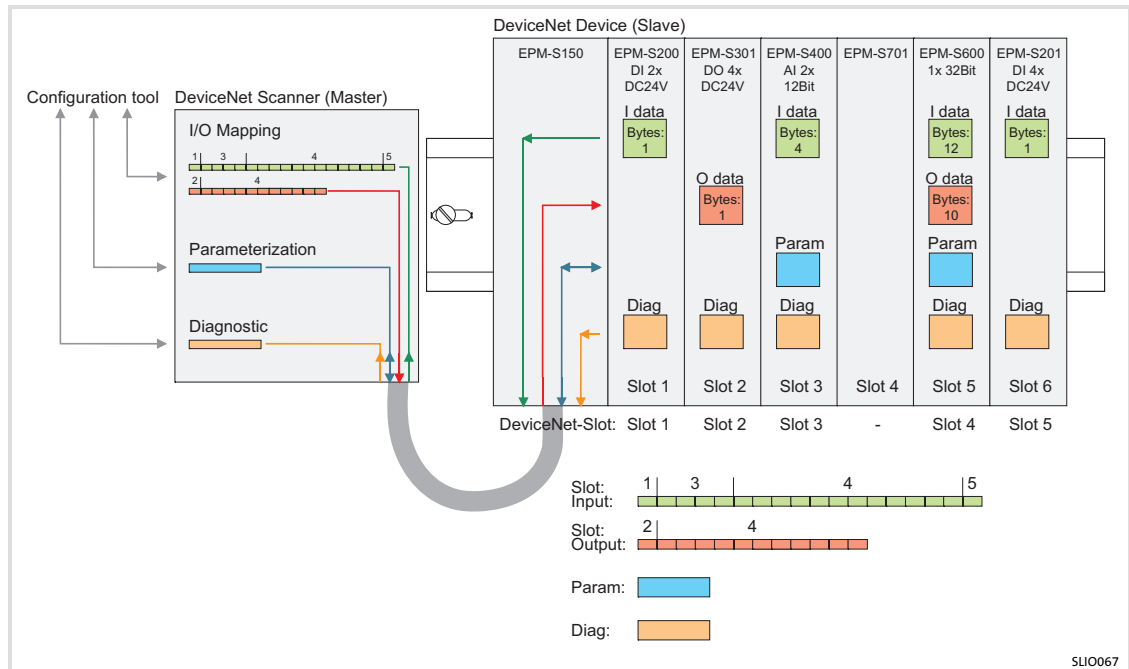 DeviceNet Device (Slave)
EPM-S150
EPM-S200
DI 2x
DC24V
EPM-S301
DO 4x
DC24V
EPM-S400
AI 2x
12Bit
EPM-S701
EPM-S600
1x 32Bit
EPM-S201
DI 4x
DC24V
Configuration tool
DeviceNet Scanner (Master)
I/O Mapping
1 3 4 5
2 4
Parameterization
Diagnostic
I data
Bytes:
1
I data
Bytes:
4
I data
Bytes:
12
I data
Bytes:
1
O data
Bytes:
1
O data
Bytes:
10
Param
Param
Diag
Diag
Diag
Diag
Diag
Slot 1
Slot 2
Slot 3
Slot 4
Slot 5
Slot 6
DeviceNet-Slot: Slot 1 Slot 2 Slot 3 - Slot 4 Slot 5
Slot: 1 3 4 5
Input:
Slot: 2 4
Output:
Param:
Diag:
SLIO067